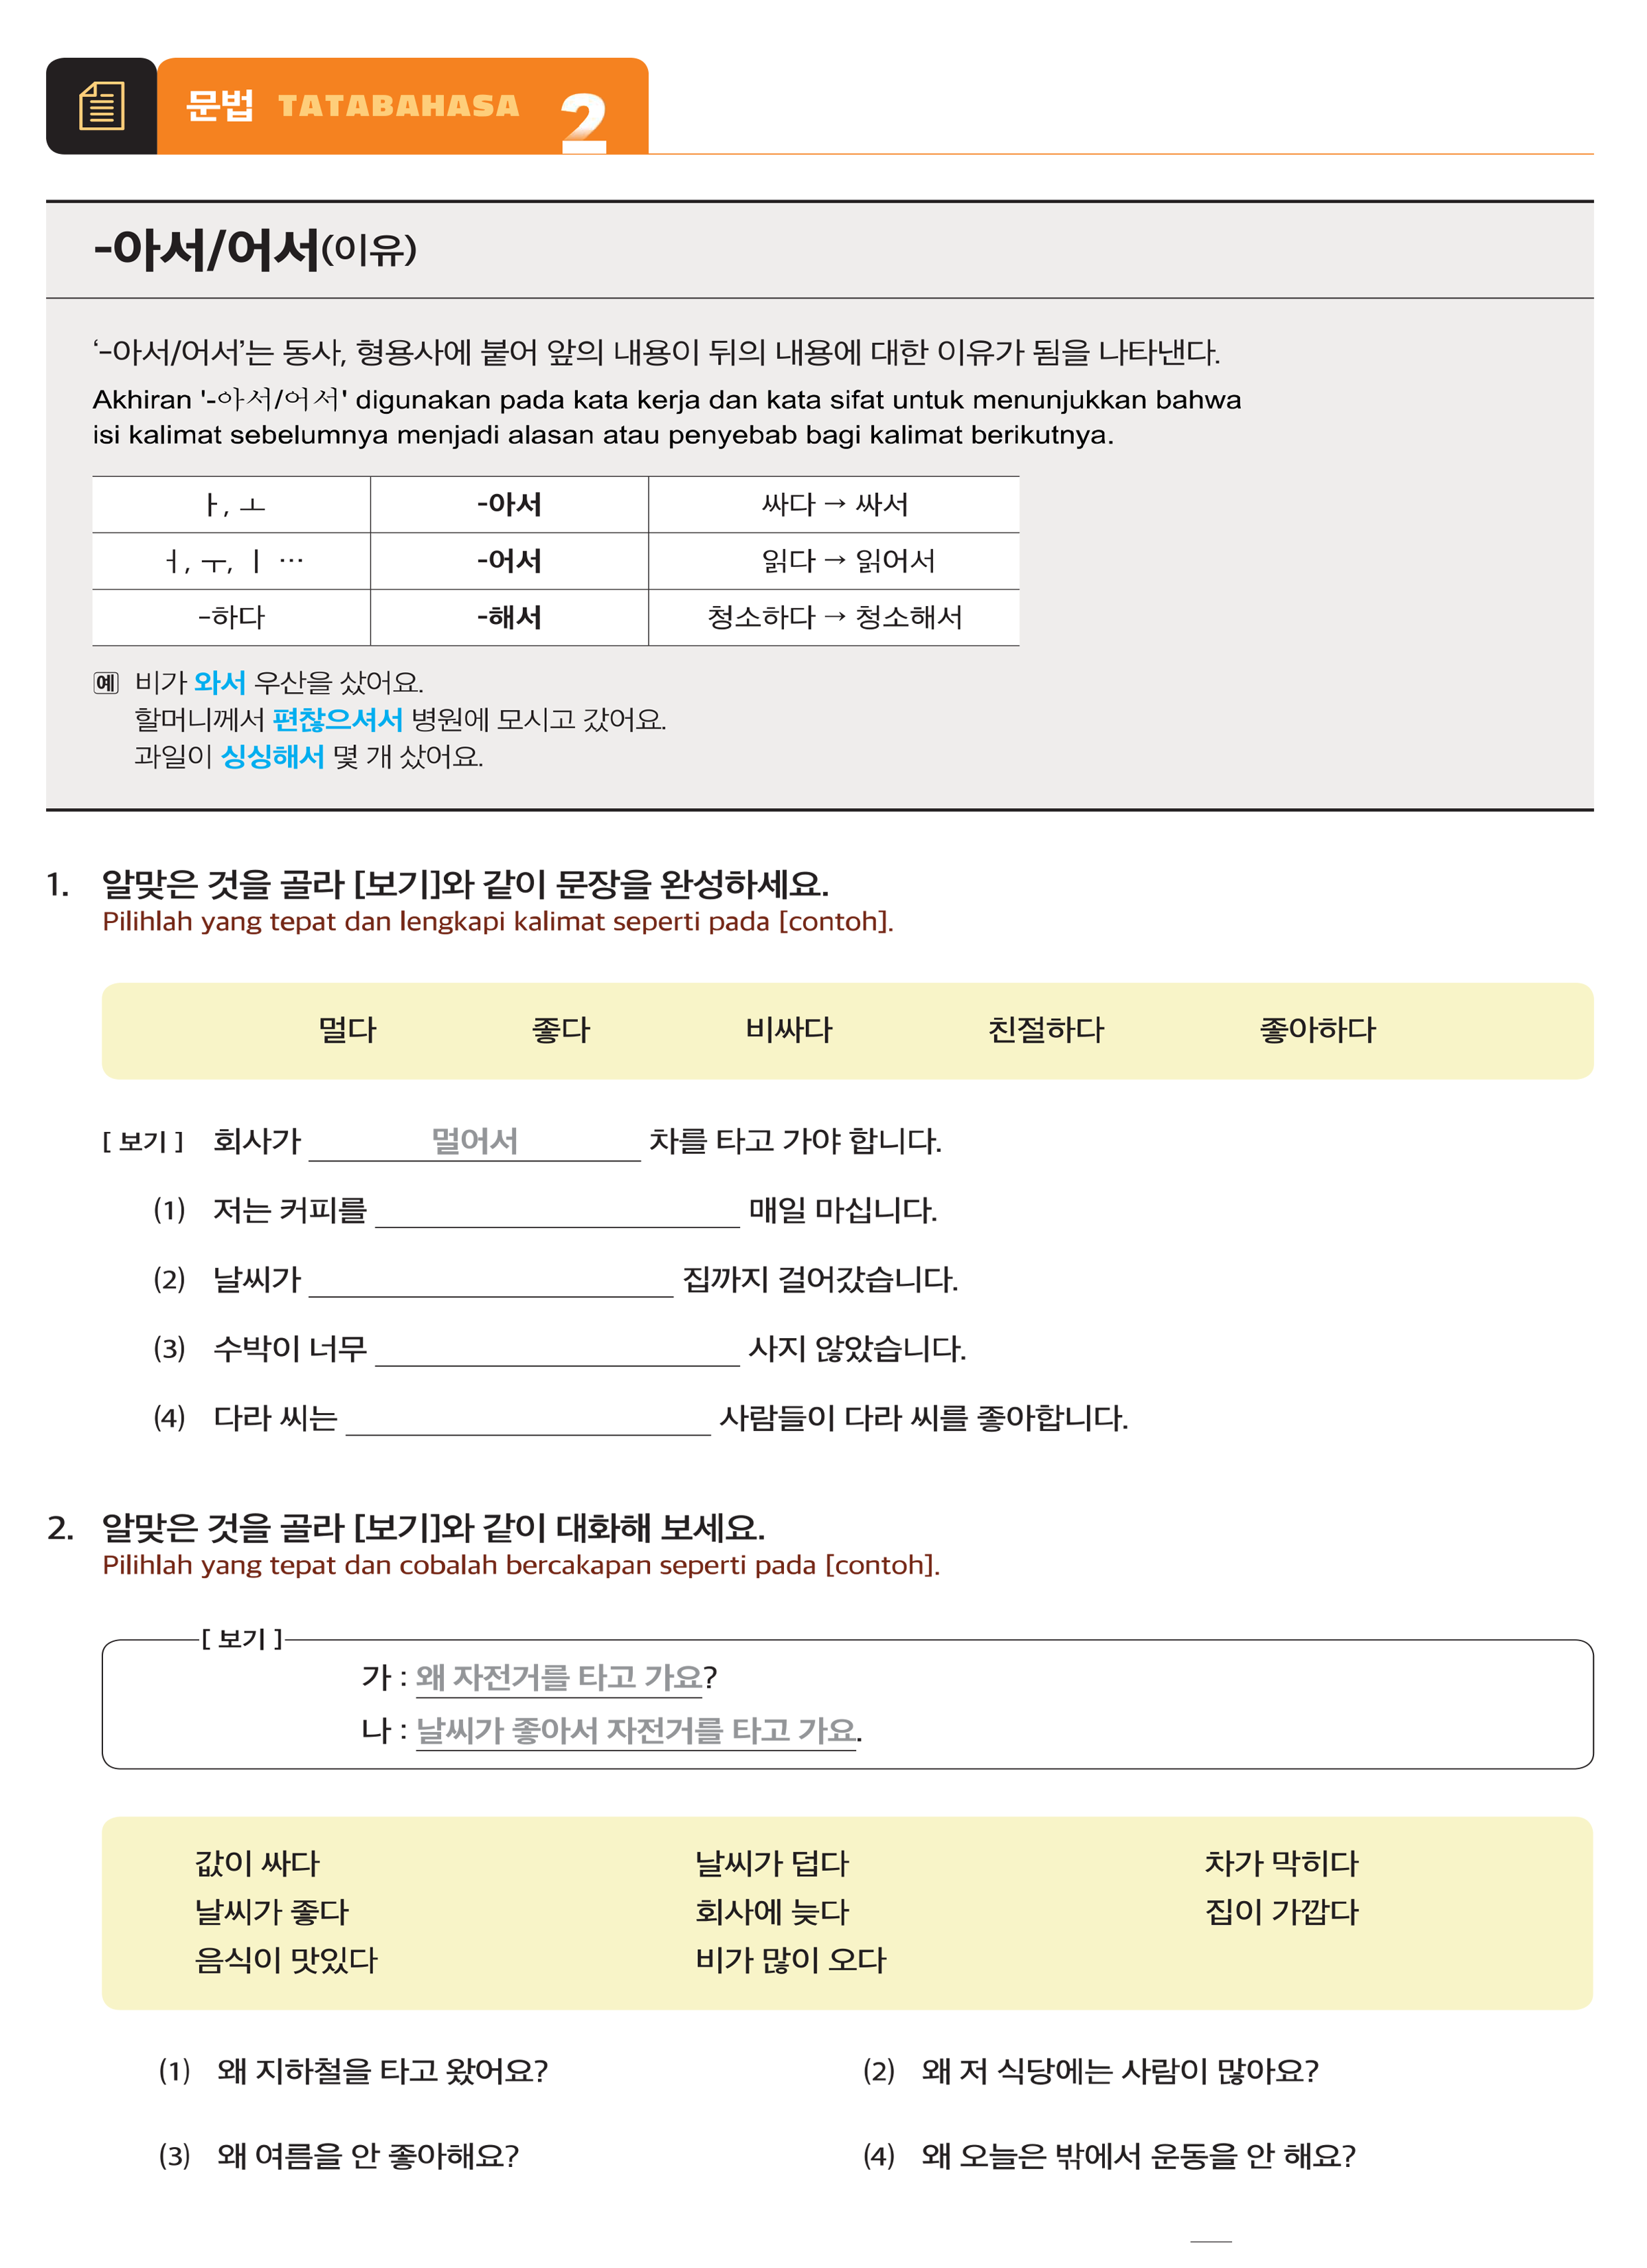 문법 TATABAHASA 2
-아서/어서(이유)
‘-아서/어서’는 동사, 형용사에 붙어 앞의 내용이 뒤의 내용에 대한 이유가 됨을 나타낸다.
Akhiran '-아서/어서' digunakan pada kata kerja dan kata sifat untuk menunjukkan bahwa
isi kalimat sebelumnya menjadi alasan atau penyebab bagi kalimat berikutnya.
ㅏ, ㅗ -아서 싸다 → 싸서
ㅓ, ㅜ, ㅣ ⋯ -어서 읽다 → 읽어서
-하다 -해서 청소하다 → 청소해서
예 비가 와서 우산을 샀어요.
할머니께서 편찮으셔서 병원에 모시고 갔어요.
과일이 싱싱해서 몇 개 샀어요.
1. 알맞은 것을 골라 [보기]와 같이 문장을 완성하세요.
Pilihlah yang tepat dan lengkapi kalimat seperti pada [contoh].
멀다 좋다 비싸다 친절하다 좋아하다
[ 보기 ] 회사가 멀어서 차를 타고 가야 합니다.
(1) 저는 커피를 매일 마십니다.
(2) 날씨가 집까지 걸어갔습니다.
(3) 수박이 너무 사지 않았습니다.
(4) 다라 씨는 사람들이 다라 씨를 좋아합니다.
2. 알맞은 것을 골라 [보기]와 같이 대화해 보세요.
Pilihlah yang tepat dan cobalah bercakapan seperti pada [contoh].
[ 보기 ]
가 : 왜 자전거를 타고 가요?
나 : 날씨가 좋아서 자전거를 타고 가요.
값이 싸다 날씨가 덥다 차가 막히다
날씨가 좋다 회사에 늦다 집이 가깝다
음식이 맛있다 비가 많이 오다
(1) 왜 지하철을 타고 왔어요? (2) 왜 저 식당에는 사람이 많아요?
(3) 왜 여름을 안 좋아해요? (4) 왜 오늘은 밖에서 운동을 안 해요?